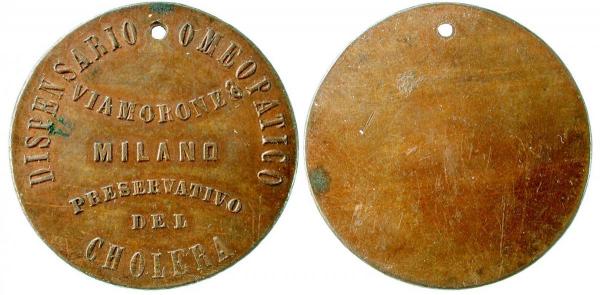 DISPENSARIO OMEOPATICO
VIA MORONE 8
MILANO
PRESERVATIVO
DEL
CHOLERA